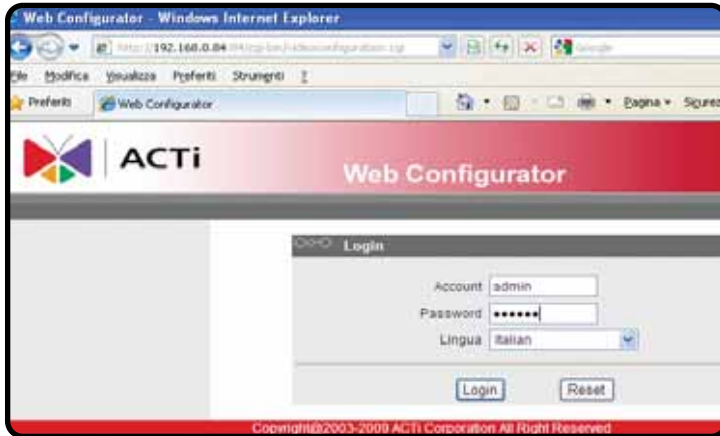 Web Configurator - Windows Internet Explorer
192.168.0.84
Google
File Modifica Visualizza Preferiti Strumenti ?
Preferiti Web Configurator Pagina Sicurez
ACTi
Web Configurator
Login
Account admin
Password ••••••
Lingua Italian
Login Reset
Copyright@2003-2009 ACTi Corporation All Right Reserved